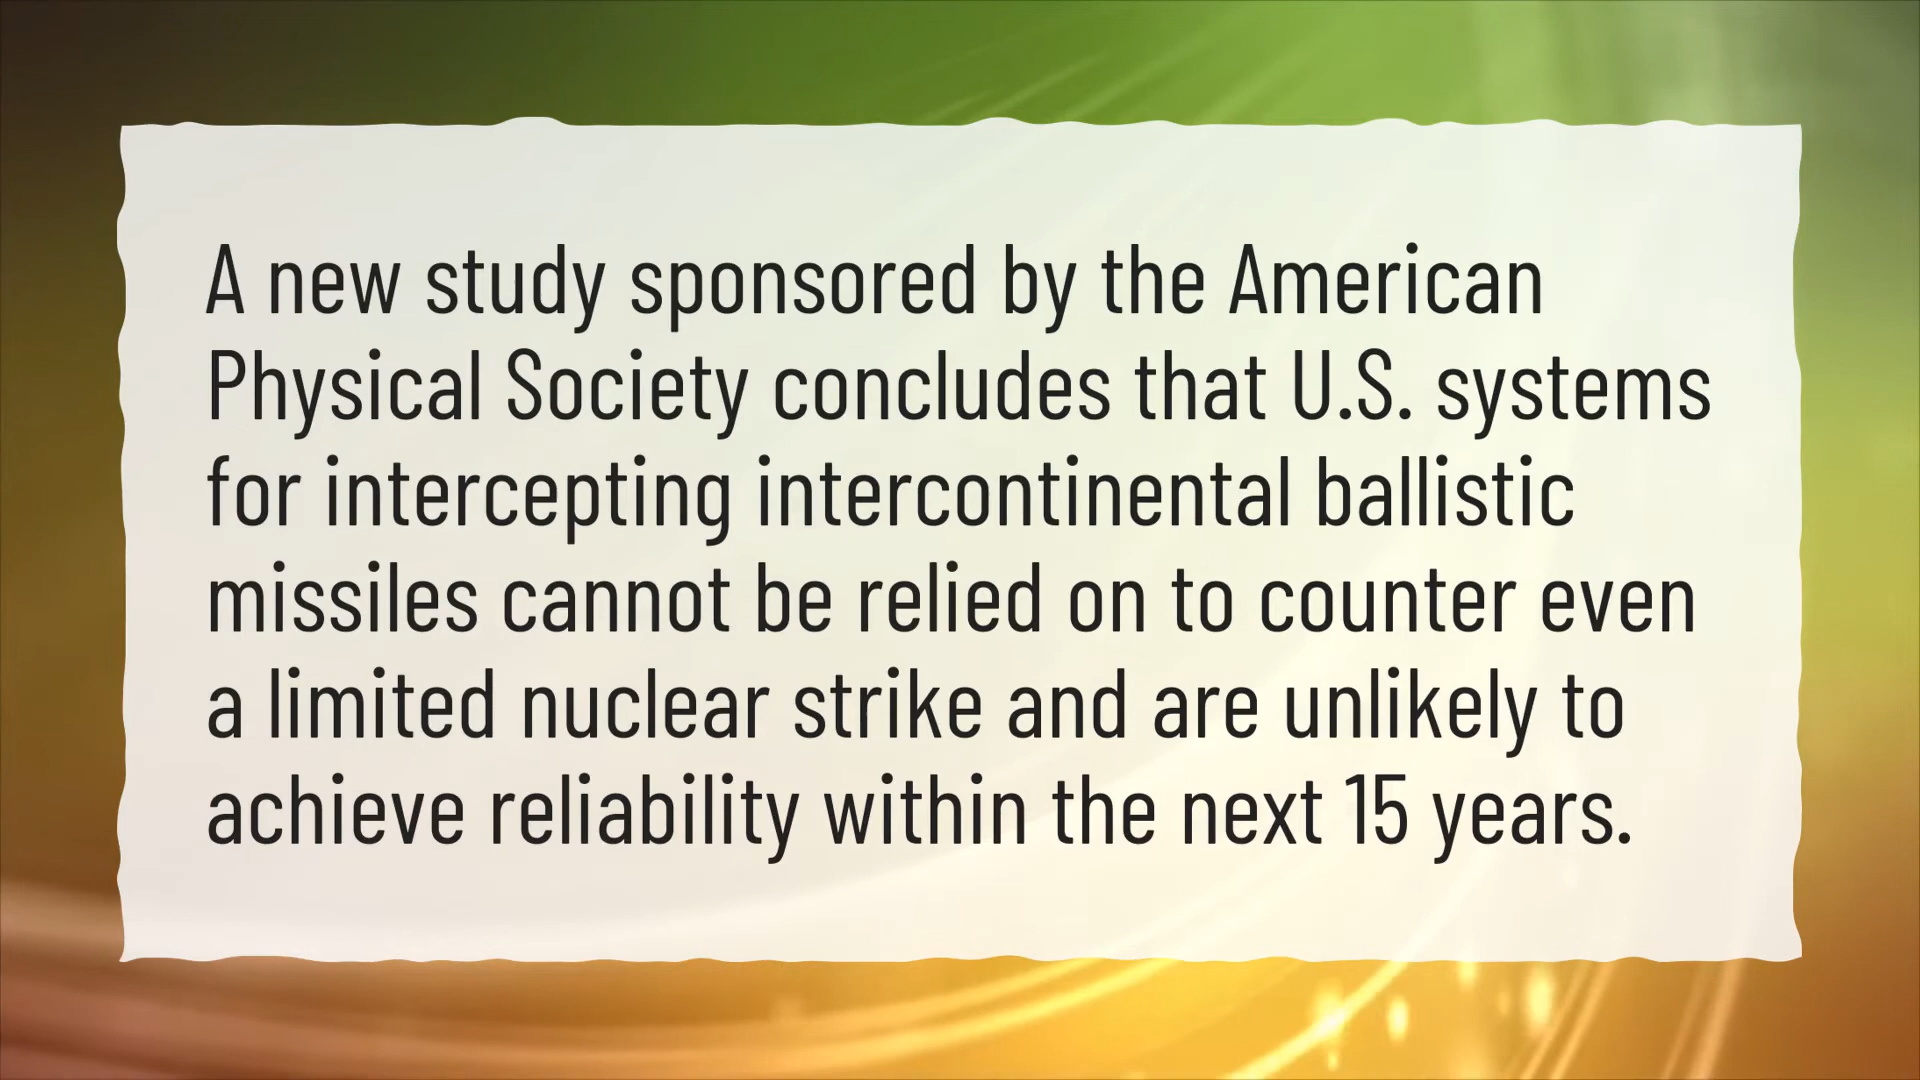 A new study sponsored by the American
Physical Society concludes that U.S. systems
for intercepting intercontinental ballistic
missiles cannot be relied on to counter even
a limited nuclear strike and are unlikely to
achieve reliability within the next 15 years.